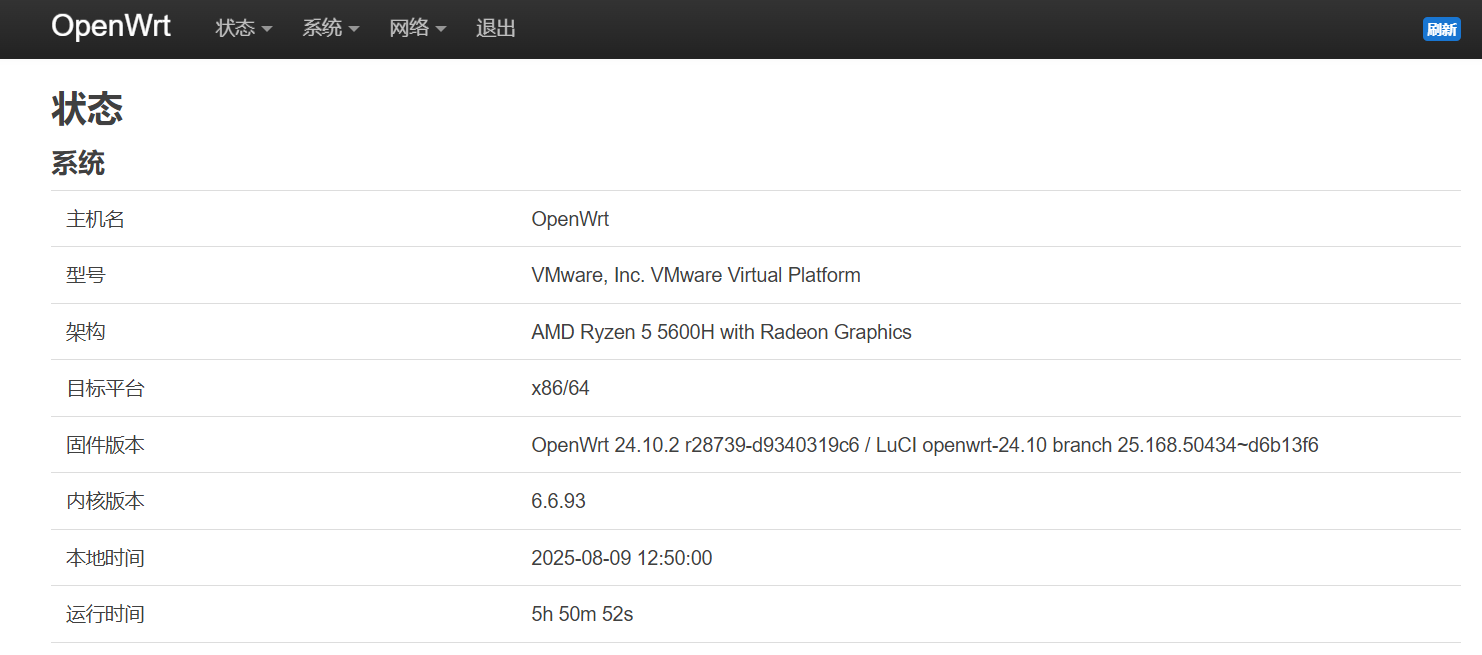 OpenWrt 状态 系统 网络 退出 刷新
状态
系统
主机名 OpenWrt
型号 VMware, Inc. VMware Virtual Platform
架构 AMD Ryzen 5 5600H with Radeon Graphics
目标平台 x86/64
固件版本 OpenWrt 24.10.2 r28739-d9340319c6 / LuCI openwrt-24.10 branch 25.168.50434~d6b13f6
内核版本 6.6.93
本地时间 2025-08-09 12:50:00
运行时间 5h 50m 52s